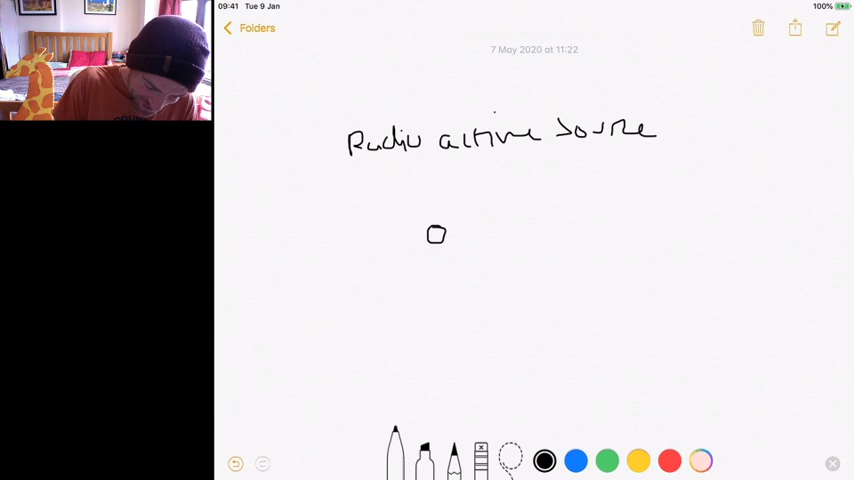 09:41 Tue 9 Jan
100%
Folders
7 May 2020 at 11:22
Radio active source